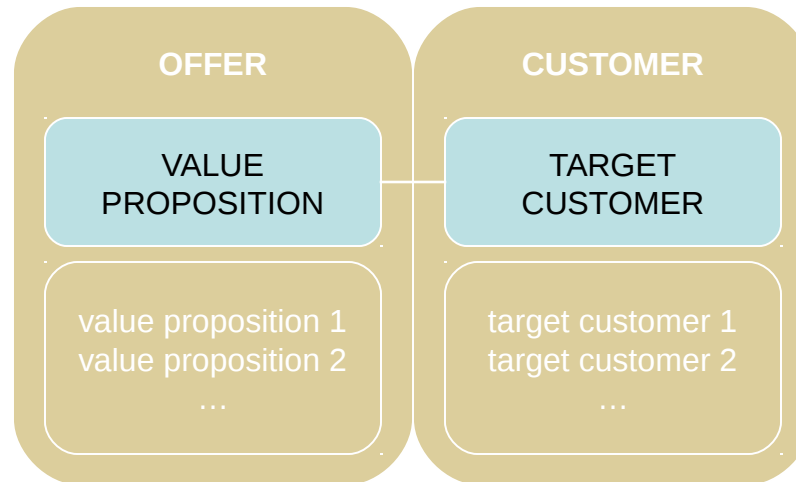 OFFER
VALUE
PROPOSITION
value proposition 1
value proposition 2
...
CUSTOMER
TARGET
CUSTOMER
target customer 1
target customer 2
...